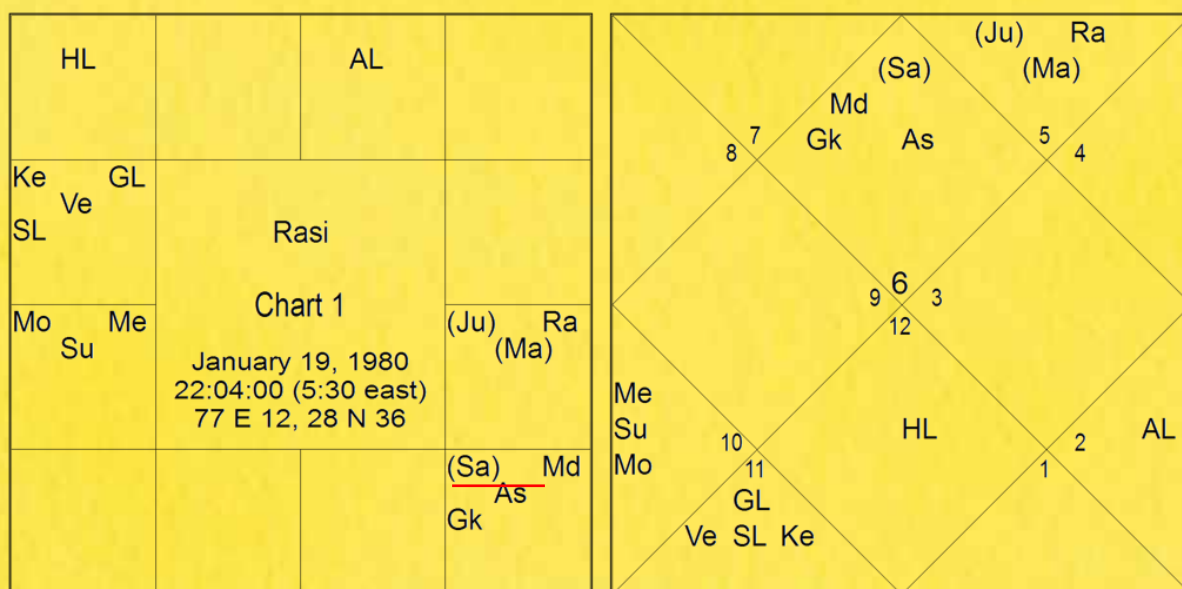 HL AL
Ke GL
Ve
SL
Rasi
Chart 1
January 19, 1980
22:04:00 (5:30 east)
77 E 12, 28 N 36
Mo Me
Su
(Ju) Ra
(Ma)
(Sa) Md
As
Gk
(Ju) Ra
(Sa) (Ma)
Md
7 Gk As 5
8 4
6
9 3
12
Me
Su
Mo
10 HL 2 AL
11 1
GL
Ve SL Ke